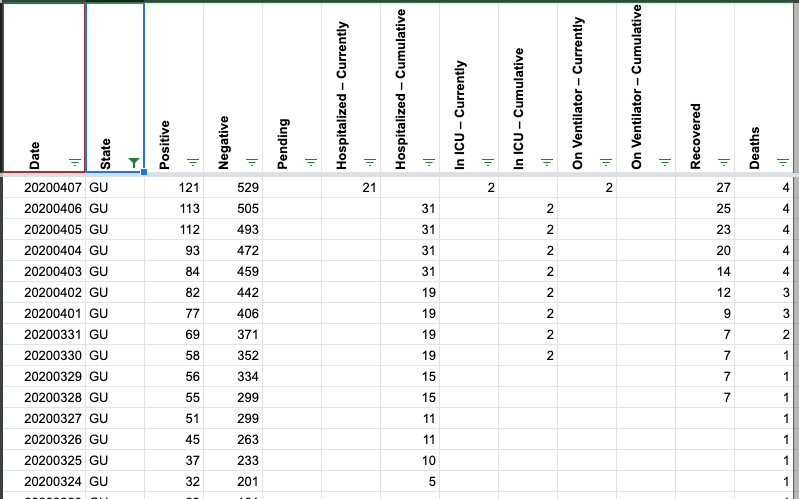 Date State Positive Negative Pending Hospitalized – Currently Hospitalized – Cumulative In ICU – Currently In ICU – Cumulative On Ventilator – Currently On Ventilator – Cumulative Recovered Deaths
20200407 GU 121 529 21 2 2 27 4
20200406 GU 113 505 31 2 25 4
20200405 GU 112 493 31 2 23 4
20200404 GU 93 472 31 2 20 4
20200403 GU 84 459 31 2 14 4
20200402 GU 82 442 19 2 12 3
20200401 GU 77 406 19 2 9 3
20200331 GU 69 371 19 2 7 2
20200330 GU 58 352 19 2 7 1
20200329 GU 56 334 15 7 1
20200328 GU 55 299 15 7 1
20200327 GU 51 299 11 1
20200326 GU 45 263 11 1
20200325 GU 37 233 10 1
20200324 GU 32 201 5 1